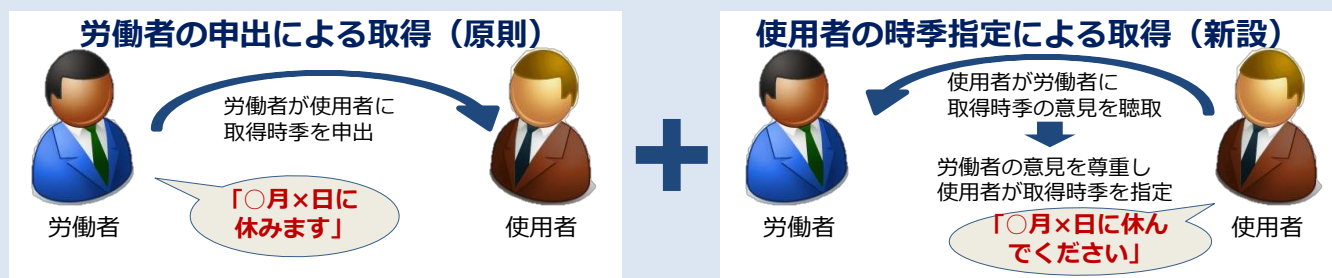 労働者の申出による取得（原則）
労働者が使用者に
取得時季を申出
「○月×日に
休みます」
労働者
使用者
使用者の時季指定による取得（新設）
使用者が労働者に
取得時季の意見を聴取
労働者の意見を尊重し
使用者が取得時季を指定
「○月×日に休ん
でください」
労働者
使用者